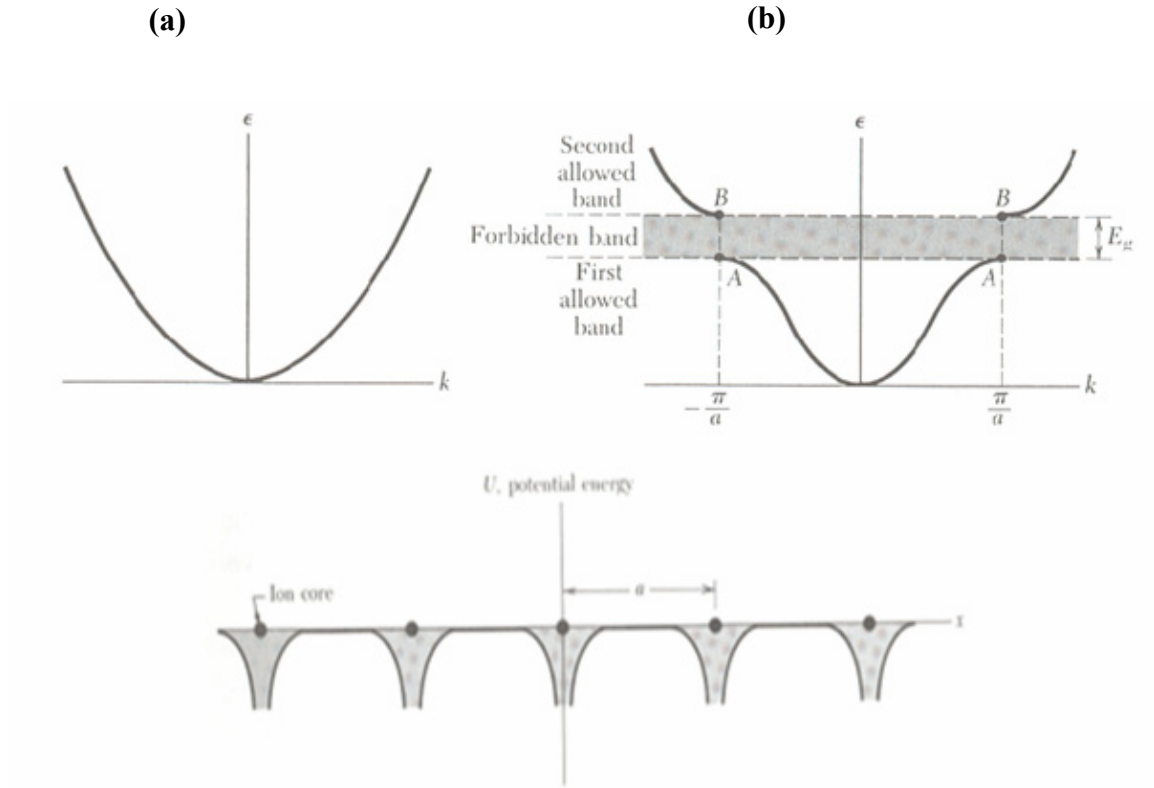 (a)
(b)
ϵ
k
ϵ
Second
allowed
band
Forbidden band
First
allowed
band
B
B
A
A
E_g
k
-π/a
π/a
U, potential energy
Ion core
a
x